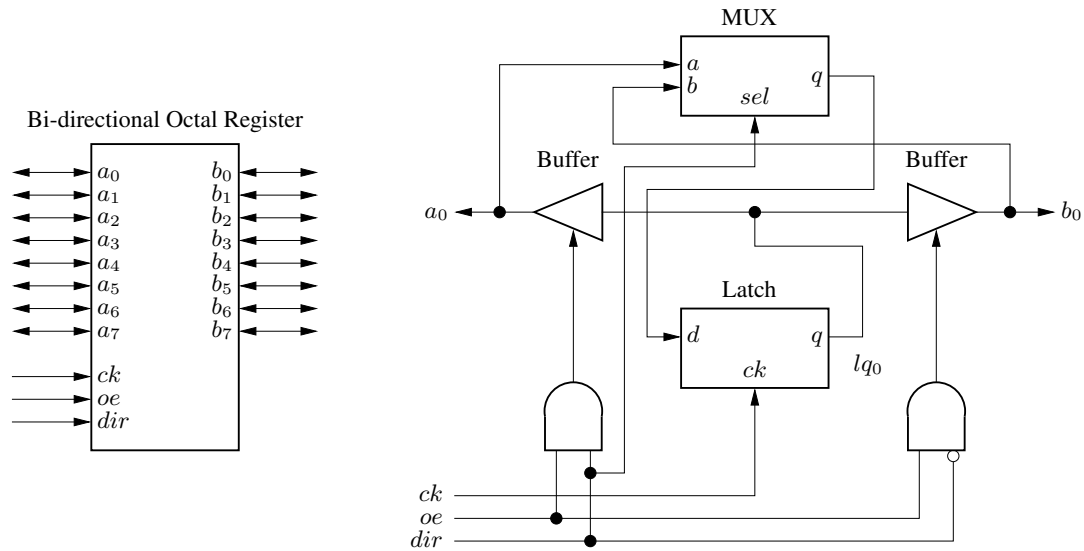 Bi-directional Octal Register
a₀ b₀
a₁ b₁
a₂ b₂
a₃ b₃
a₄ b₄
a₅ b₅
a₆ b₆
a₇ b₇
ck
oe
dir
MUX
a
b
q
sel
Buffer
Buffer
a₀
b₀
Latch
d
q
ck
lq₀
ck
oe
dir